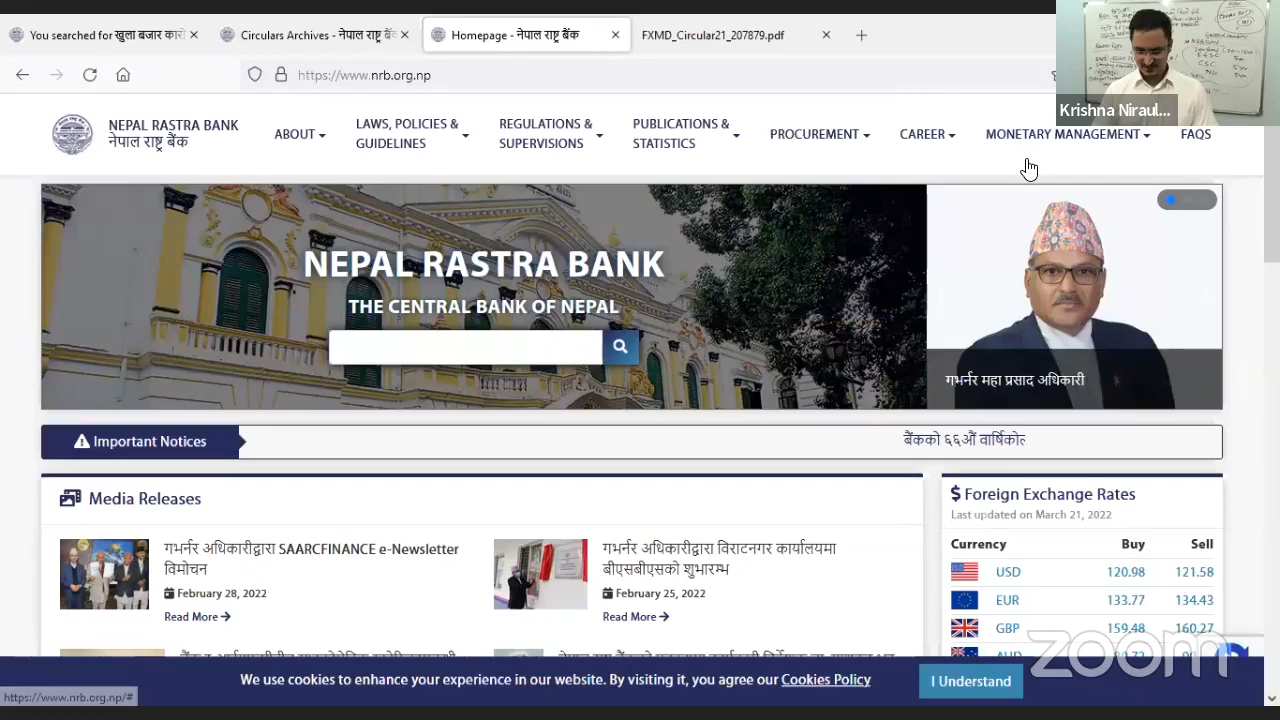 You searched for खुला बजार कारो
Circulars Archives - नेपाल राष्ट्र बैं
Homepage - नेपाल राष्ट्र बैंक
FXMD_Circular21_207879.pdf
https://www.nrb.org.np
Krishna Niraul...
NEPAL RASTRA BANK
नेपाल राष्ट्र बैंक
ABOUT
LAWS, POLICIES &
GUIDELINES
REGULATIONS &
SUPERVISIONS
PUBLICATIONS &
STATISTICS
PROCUREMENT
CAREER
MONETARY MANAGEMENT
FAQS
NEPAL RASTRA BANK
THE CENTRAL BANK OF NEPAL
गभर्नर महा प्रसाद अधिकारी
Important Notices
बैंकको ६६औं वार्षिकोत
Media Releases
गभर्नर अधिकारीद्वारा SAARCFINANCE e-Newsletter
विमोचन
February 28, 2022
Read More
गभर्नर अधिकारीद्वारा विराटनगर कार्यालयमा
बीएसबीएसको शुभारम्भ
February 25, 2022
Read More
Foreign Exchange Rates
Last updated on March 21, 2022
Currency Buy Sell
USD 120.98 121.58
EUR 133.77 134.43
GBP 159.48 160.27
zoom
We use cookies to enhance your experience in our website. By visiting it, you agree our Cookies Policy
I Understand
https://www.nrb.org.np/#